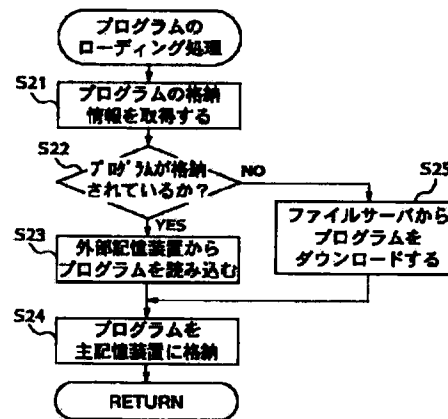 プログラムの
ローディング処理
S21
プログラムの格納
情報を取得する
S22
プログラムが格納
されているか？
NO
YES
S25
ファイルサーバから
プログラムを
ダウンロードする
S23
外部記憶装置から
プログラムを読み込む
S24
プログラムを
主記憶装置に格納
RETURN